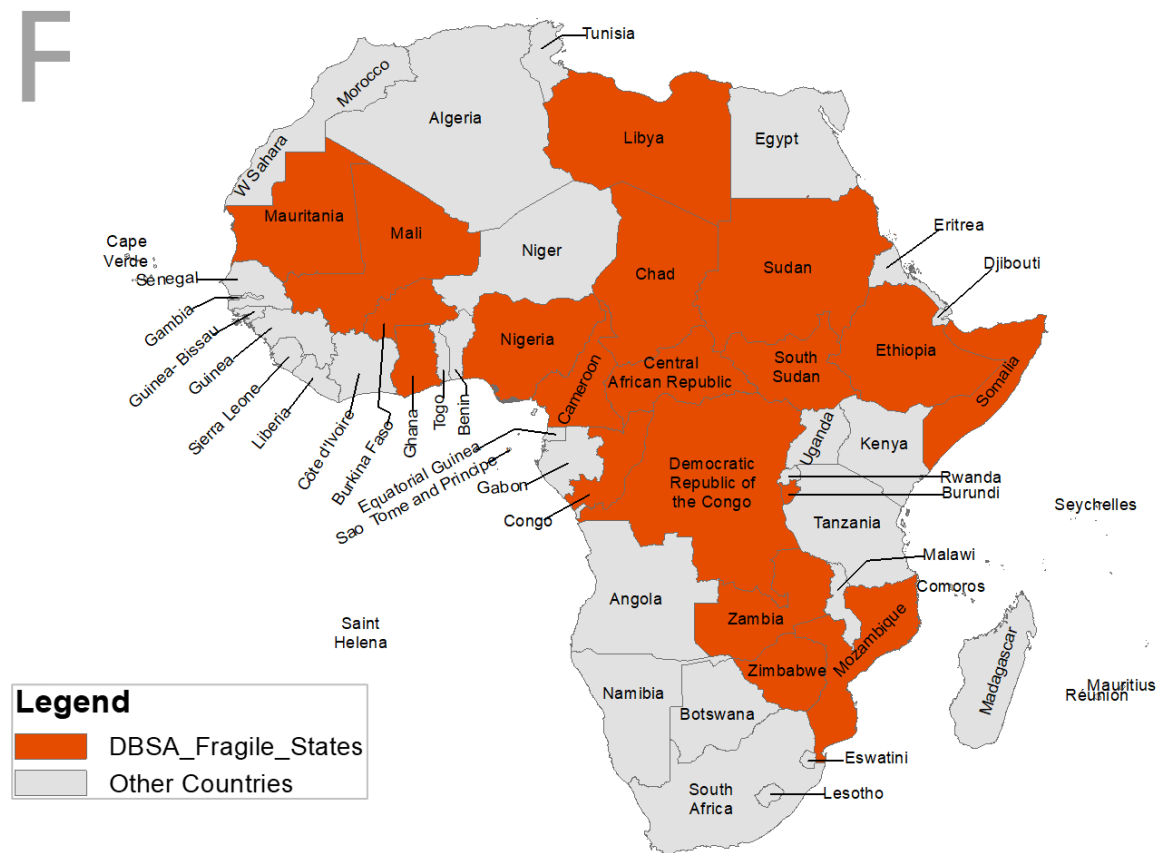 F
Tunisia
Morocco
Algeria
Libya
Egypt
W Sahara
Mauritania
Mali
Niger
Chad
Sudan
Eritrea
Djibouti
Cape
Verde
Sénégal
Gambia
Guinea- Bissau
Guinea
Sierra Leone
Liberia
Côte d'Ivoire
Burkina Faso
Ghana
Togo
Benin
Nigeria
Cameroon
Central
African Republic
South
Sudan
Ethiopia
Somalia
Equatorial Guinea
Sao Tome and Principe
Gabon
Congo
Democratic
Republic of
the Congo
Uganda
Kenya
Rwanda
Burundi
Tanzania
Seychelles
Malawi
Comoros
Angola
Zambia
Mozambique
Zimbabwe
Madagascar
Mauritius
Réunion
Saint
Helena
Namibia
Botswana
Eswatini
South
Africa
Lesotho
Legend
DBSA_Fragile_States
Other Countries